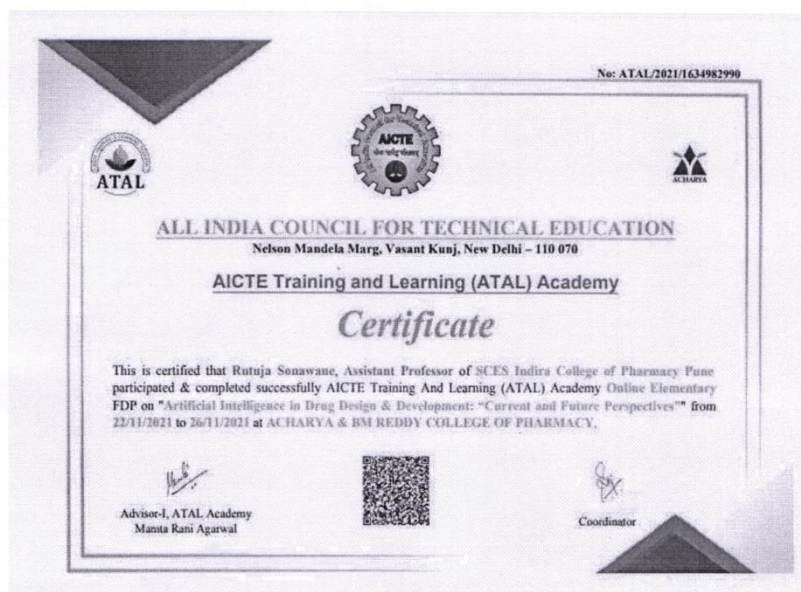 No: ATAL/2021/1634982990
ATAL
AICTE
ACHARYA
ALL INDIA COUNCIL FOR TECHNICAL EDUCATION
Nelson Mandela Marg, Vasant Kunj, New Delhi – 110 070
AICTE Training and Learning (ATAL) Academy
Certificate
This is certified that Rutuja Sonawane, Assistant Professor of SCES Indira College of Pharmacy Pune
participated & completed successfully AICTE Training And Learning (ATAL) Academy Online Elementary
FDP on "Artificial Intelligence in Drug Design & Development: "Current and Future Perspectives"" from
22/11/2021 to 26/11/2021 at ACHARYA & BM REDDY COLLEGE OF PHARMACY.
Advisor-I, ATAL Academy
Mamta Rani Agarwal
Coordinator